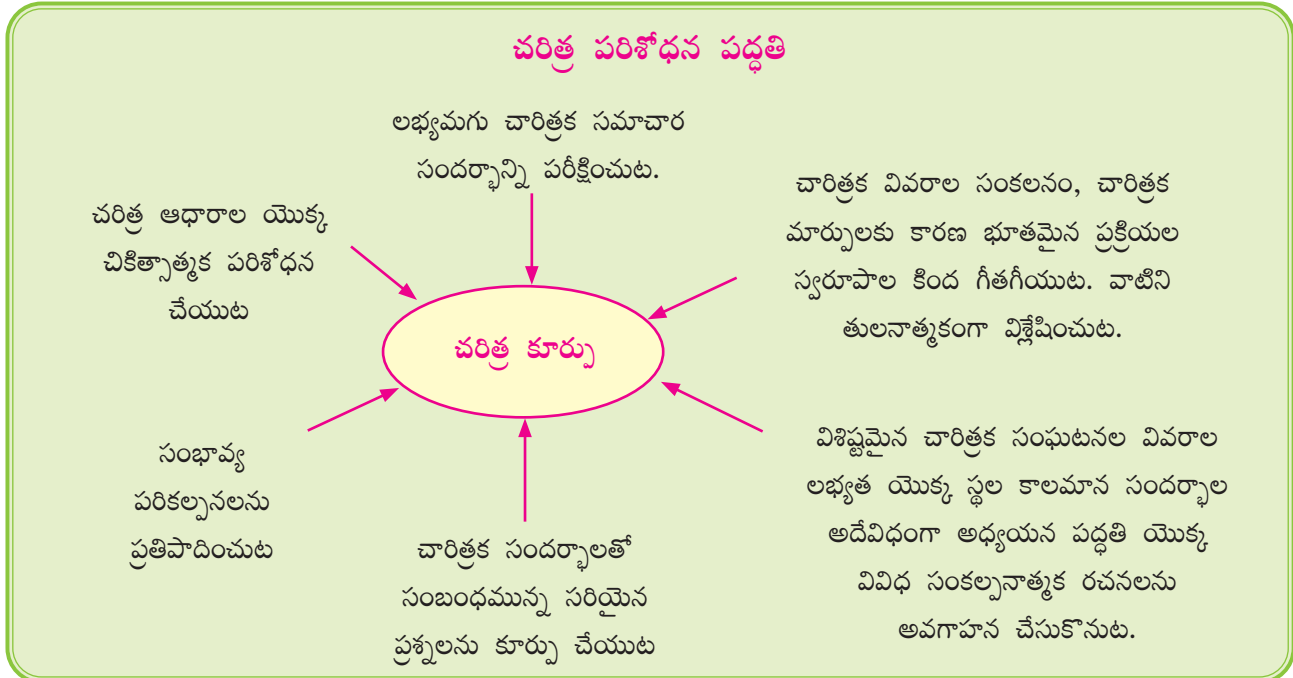 చరిత్ర పరిశోధన పద్ధతి
లభ్యమగు చారిత్రక సమాచార
సందర్భాన్ని పరీక్షించుట.
చరిత్ర ఆధారాల యొక్క
చికిత్సాత్మక పరిశోధన
చేయుట
చారిత్రక వివరాల సంకలనం, చారిత్రక
మార్పులకు కారణ భూతమైన ప్రక్రియల
స్వరూపాల కింద గీతగీయుట. వాటిని
తులనాత్మకంగా విశ్లేషించుట.
చరిత్ర కూర్పు
సంభావ్య
పరికల్పనలను
ప్రతిపాదించుట
చారిత్రక సందర్భాలతో
సంబంధమున్న సరియైన
ప్రశ్నలను కూర్పు చేయుట
విశిష్టమైన చారిత్రక సంఘటనల వివరాల
లభ్యత యొక్క స్థల కాలమాన సందర్భాల
అదేవిధంగా అధ్యయన పద్ధతి యొక్క
వివిధ సంకల్పనాత్మక రచనలను
అవగాహన చేసుకొనుట.